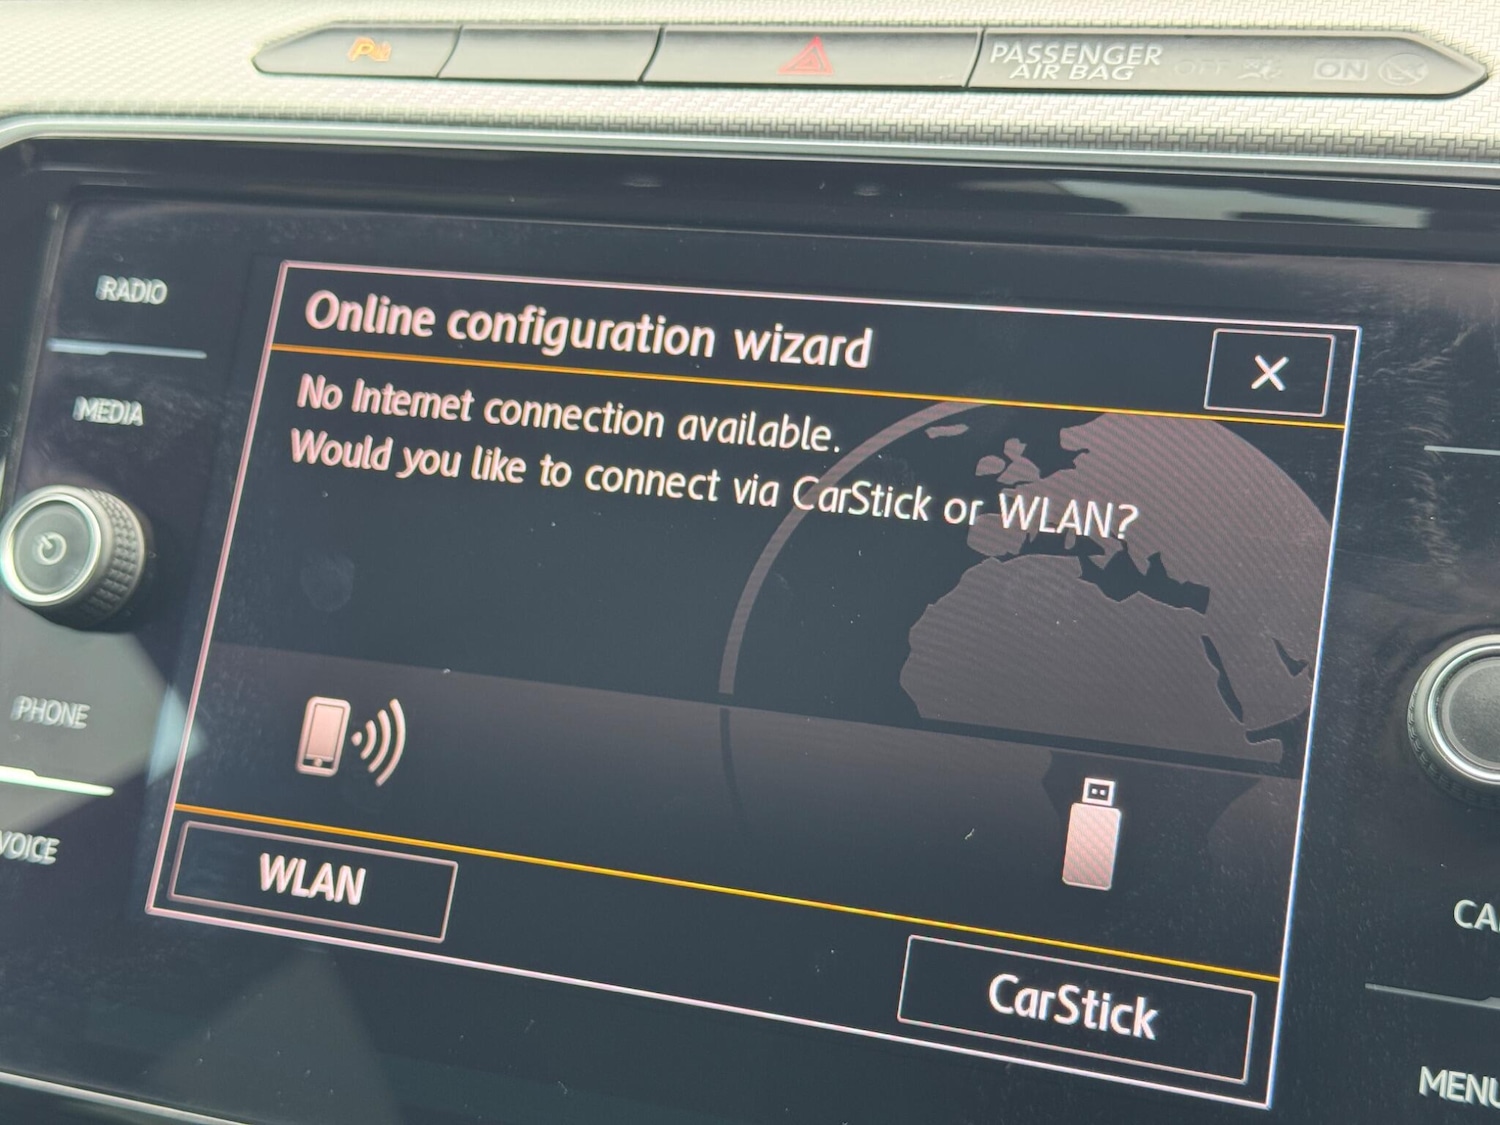 PASSENGER
AIR BAG
OFF
ON
RADIO
MEDIA
PHONE
VOICE
Online configuration wizard
No Internet connection available.
Would you like to connect via CarStick or WLAN?
WLAN
CarStick
MENU